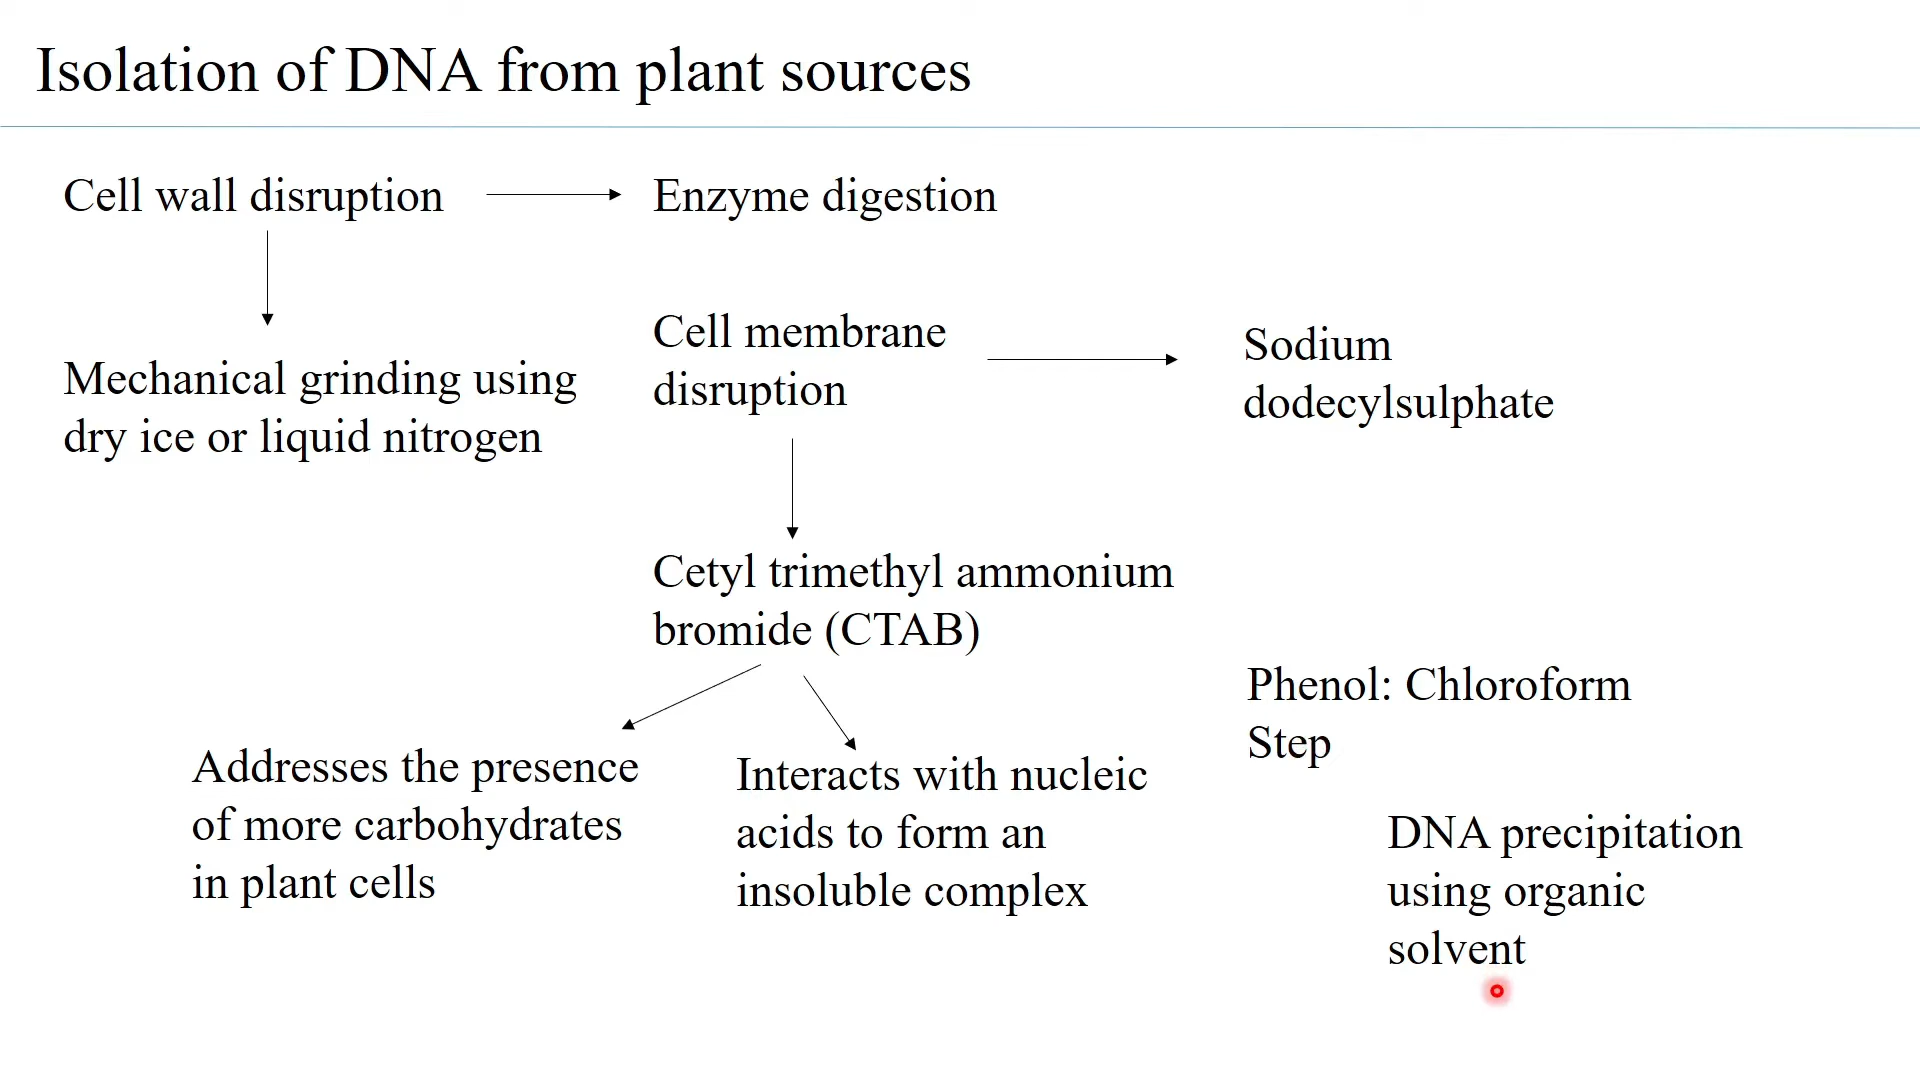 Isolation of DNA from plant sources
Cell wall disruption
Enzyme digestion
Mechanical grinding using
dry ice or liquid nitrogen
Cell membrane
disruption
Sodium
dodecylsulphate
Cetyl trimethyl ammonium
bromide (CTAB)
Addresses the presence
of more carbohydrates
in plant cells
Interacts with nucleic
acids to form an
insoluble complex
Phenol: Chloroform
Step
DNA precipitation
using organic
solvent